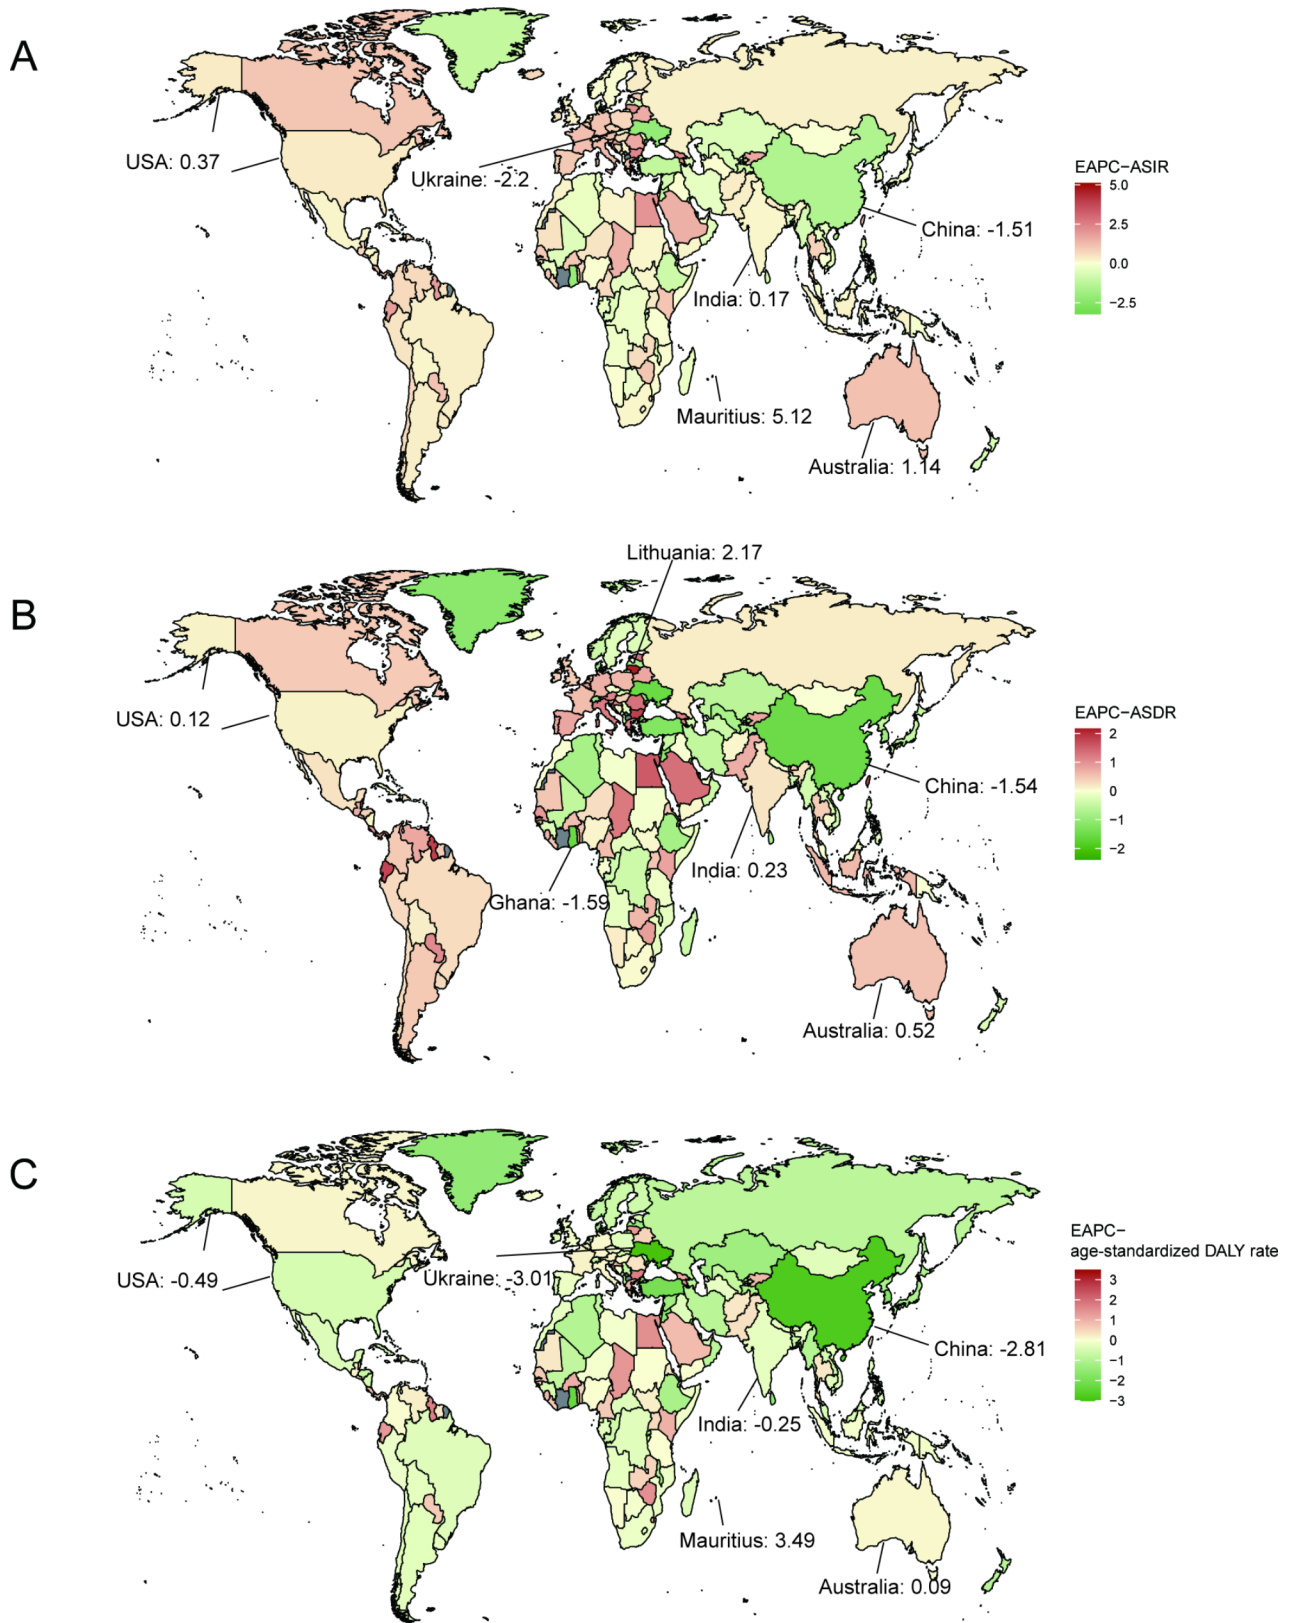 A
USA: 0.37
Ukraine: -2.2
China: -1.51
India: 0.17
Mauritius: 5.12
Australia: 1.14
EAPC−ASIR
5.0
2.5
0.0
−2.5
B
Lithuania: 2.17
USA: 0.12
China: -1.54
India: 0.23
Ghana: -1.59
Australia: 0.52
EAPC−ASDR
2
1
0
−1
−2
C
USA: -0.49
Ukraine: -3.01
China: -2.81
India: -0.25
Mauritius: 3.49
Australia: 0.09
EAPC−
age-standardized DALY rate
3
2
1
0
−1
−2
−3